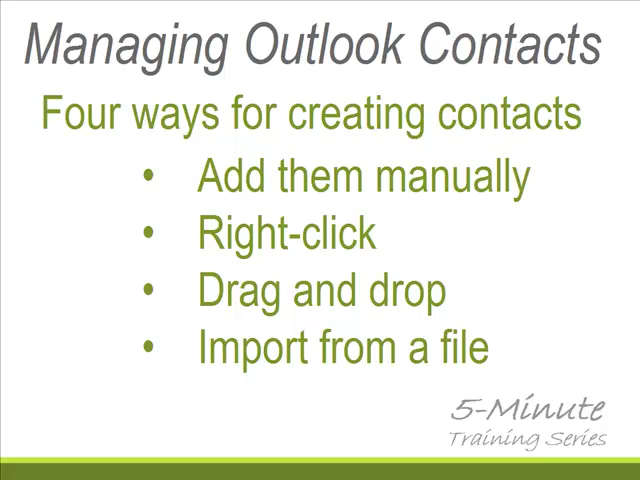 Managing Outlook Contacts
Four ways for creating contacts
• Add them manually
• Right-click
• Drag and drop
• Import from a file
5-Minute
Training Series